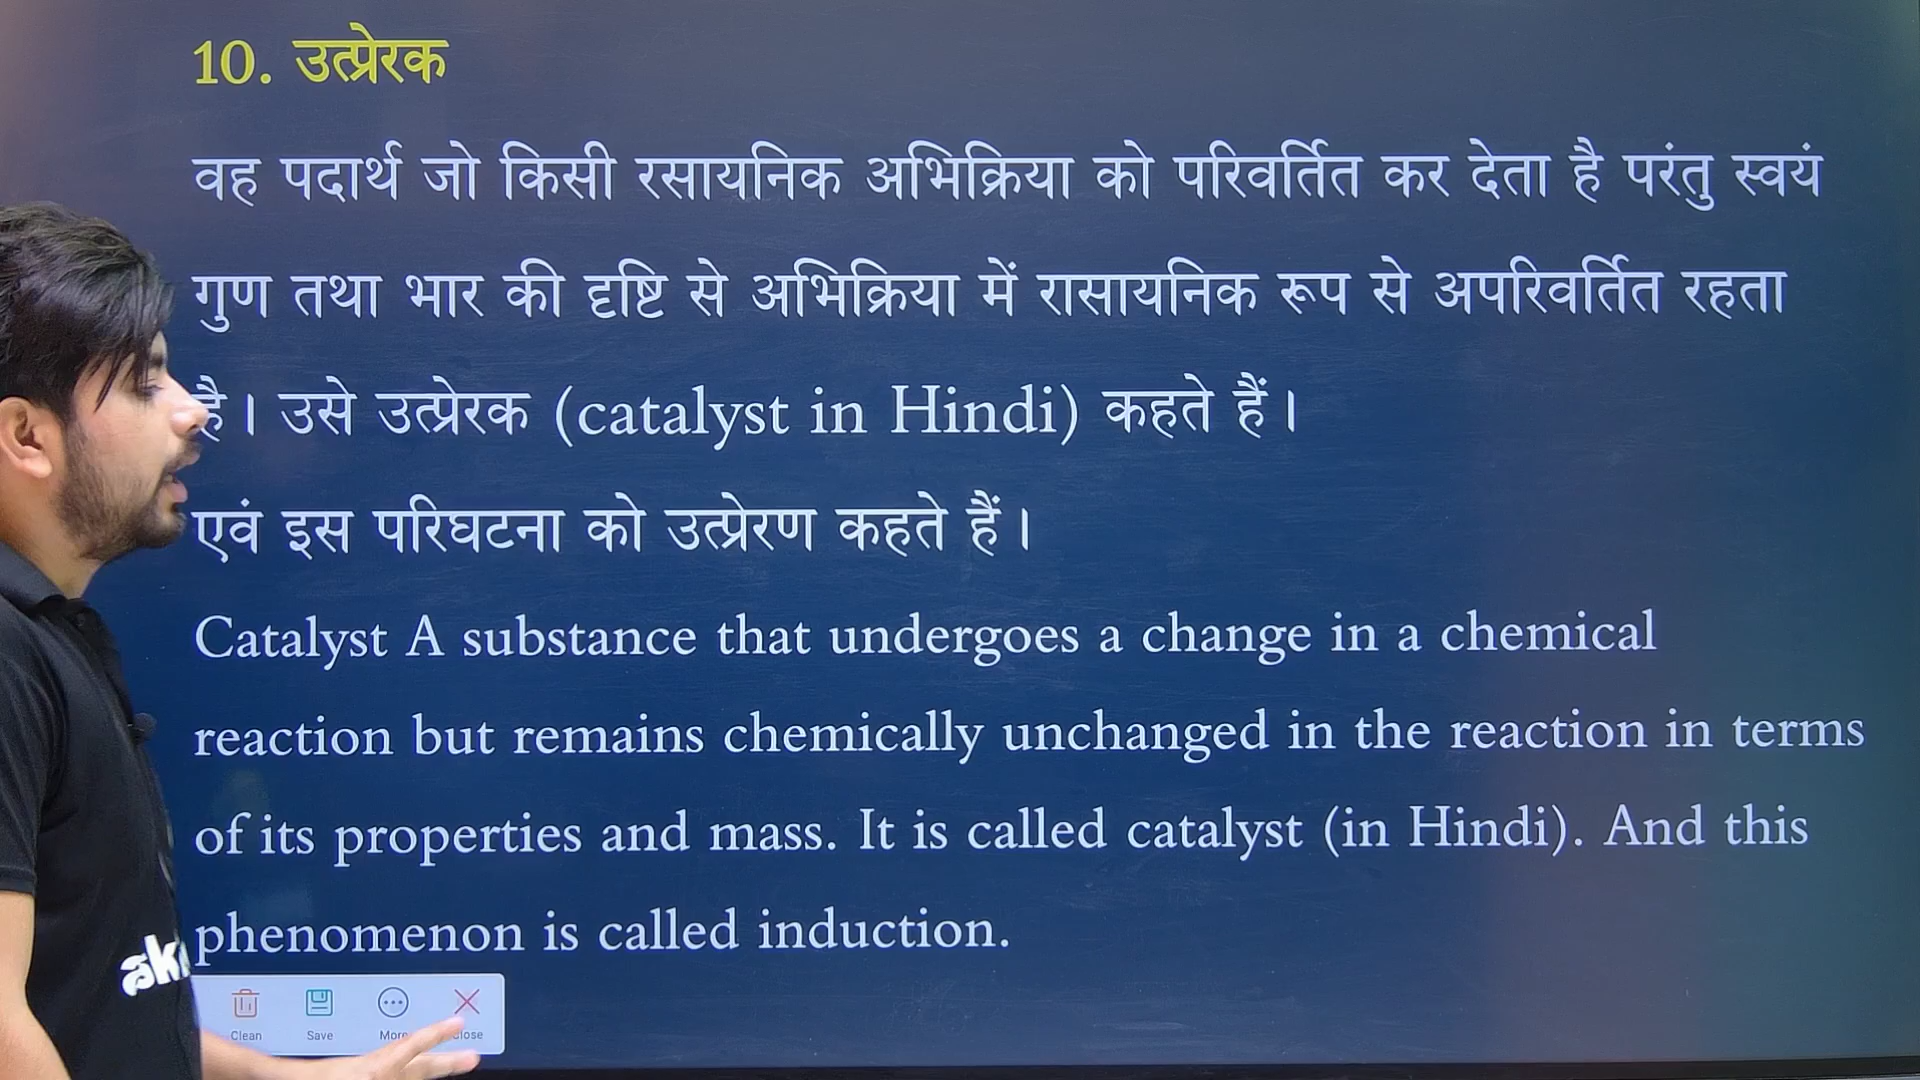 10. उत्प्रेरक
वह पदार्थ जो किसी रसायनिक अभिक्रिया को परिवर्तित कर देता है परंतु स्वयं
गुण तथा भार की दृष्टि से अभिक्रिया में रासायनिक रूप से अपरिवर्तित रहता
है। उसे उत्प्रेरक (catalyst in Hindi) कहते हैं।
एवं इस परिघटना को उत्प्रेरण कहते हैं।
Catalyst A substance that undergoes a change in a chemical
reaction but remains chemically unchanged in the reaction in terms
of its properties and mass. It is called catalyst (in Hindi). And this
phenomenon is called induction.
Clean Save More